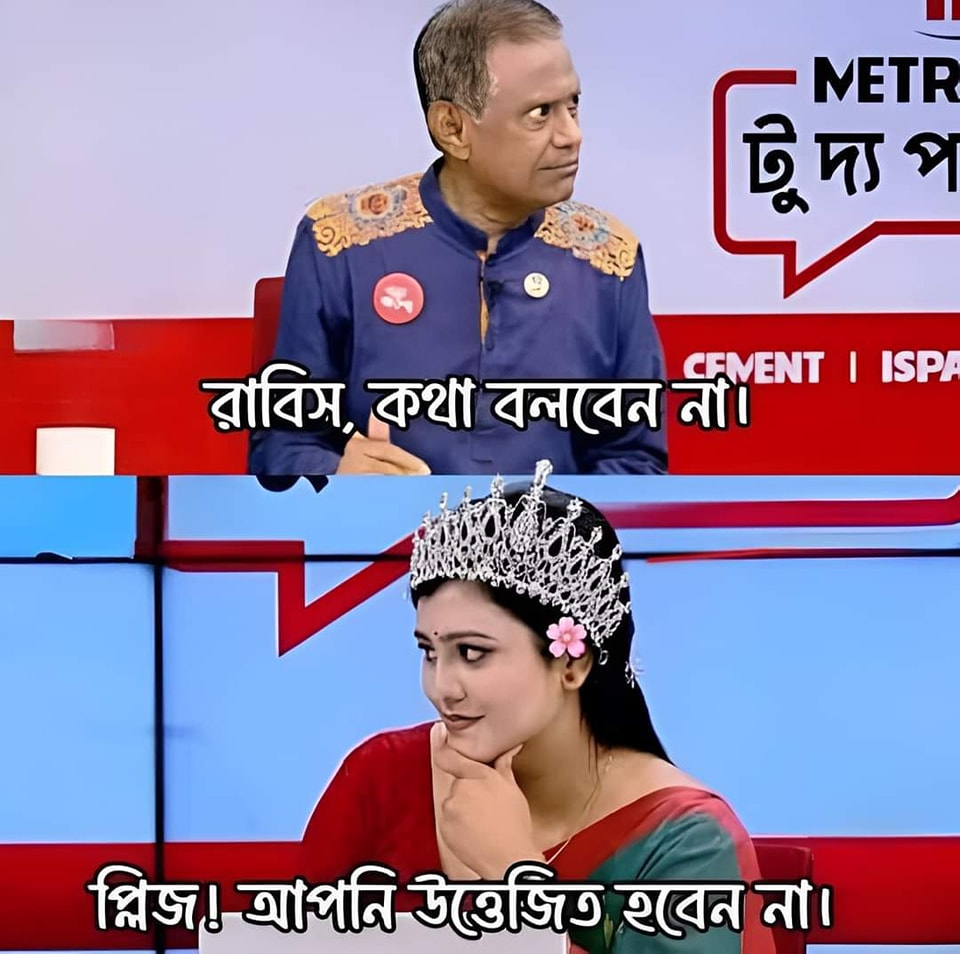 METR
টু দ্য প
CEMENT | ISPA
রাবিস, কথা বলবেন না।
প্লিজ! আপনি উত্তেজিত হবেন না।